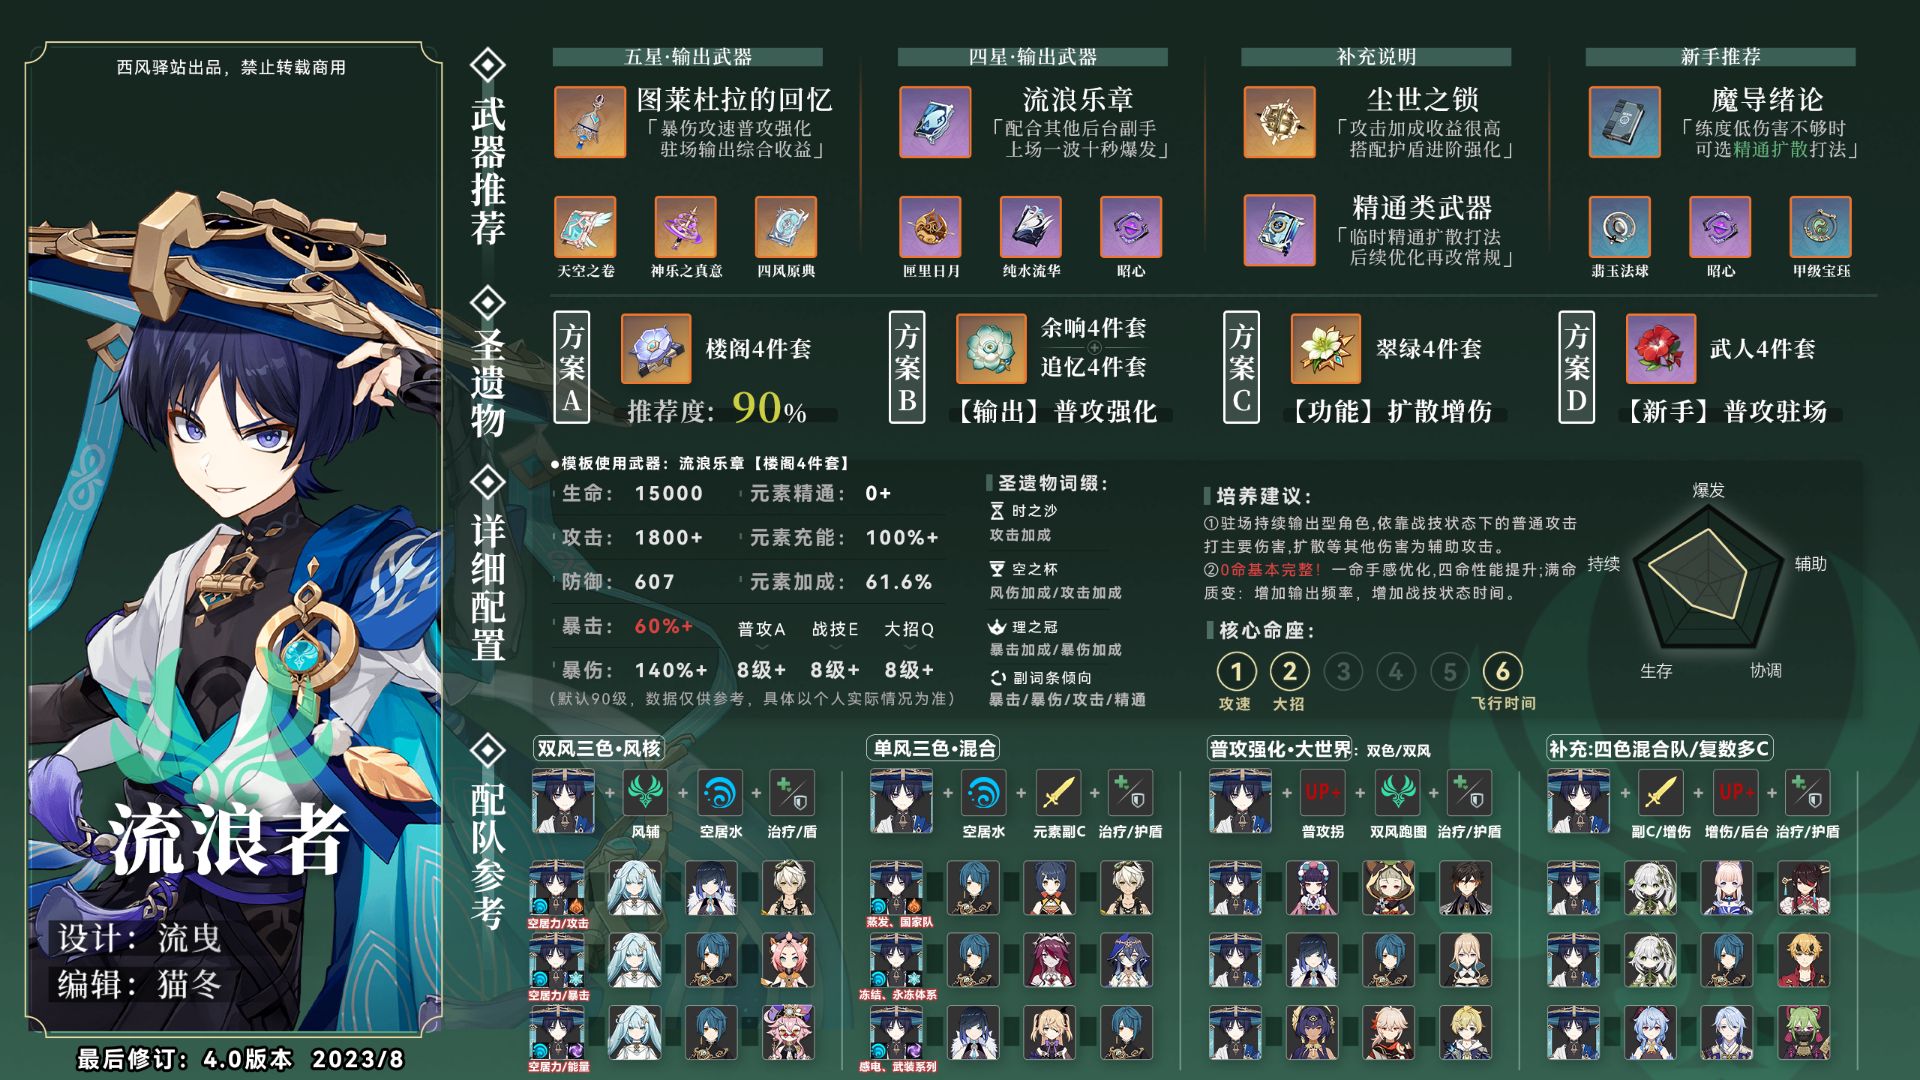 西风驿站出品，禁止转载商用
流浪者
设计：流曳
编辑：猫冬
最后修订：4.0版本 2023/8
武器推荐
五星·输出武器
图莱杜拉的回忆
「暴伤攻速普攻强化
驻场输出综合收益」
天空之卷
神乐之真意
四风原典
四星·输出武器
流浪乐章
「配合其他后台副手
上场一波十秒爆发」
匣里日月
纯水流华
昭心
补充说明
尘世之锁
「攻击加成收益很高
搭配护盾进阶强化」
精通类武器
「临时精通扩散打法
后续优化再改常规」
新手推荐
魔导绪论
「练度低伤害不够时
可选精通扩散打法」
翡玉法球
昭心
甲级宝珏
圣遗物
方案A
楼阁4件套
推荐度：90%
方案B
余响4件套
追忆4件套
【输出】普攻强化
方案C
翠绿4件套
【功能】扩散增伤
方案D
武人4件套
【新手】普攻驻场
详细配置
●模板使用武器：流浪乐章【楼阁4件套】
生命： 15000 元素精通： 0+
攻击： 1800+ 元素充能： 100%+
防御： 607 元素加成： 61.6%
暴击： 60%+ 普攻A 战技E 大招Q
暴伤： 140%+ 8级+ 8级+ 8级+
（默认90级，数据仅供参考，具体以个人实际情况为准）
圣遗物词缀：
时之沙
攻击加成
空之杯
风伤加成/攻击加成
理之冠
暴击加成/暴伤加成
副词条倾向
暴击/暴伤/攻击/精通
培养建议：
①驻场持续输出型角色,依靠战技状态下的普通攻击
打主要伤害,扩散等其他伤害为辅助攻击。
②0命基本完整！一命手感优化,四命性能提升;满命
质变：增加输出频率，增加战技状态时间。
核心命座：
1 2 3 4 5 6
攻速 大招 飞行时间
爆发
辅助
协调
生存
持续
配队参考
双风三色·风核
风辅 空居水 治疗/盾
空居力/攻击
空居力/暴击
空居力/能量
单风三色·混合
空居水 元素副C 治疗/护盾
蒸发、国家队
冻结、永冻体系
感电、武装系列
普攻强化·大世界：双色/双风
UP+
普攻拐 双风跑图 治疗/护盾
补充:四色混合队/复数多C
UP+
副C/增伤 增伤/后台 治疗/护盾